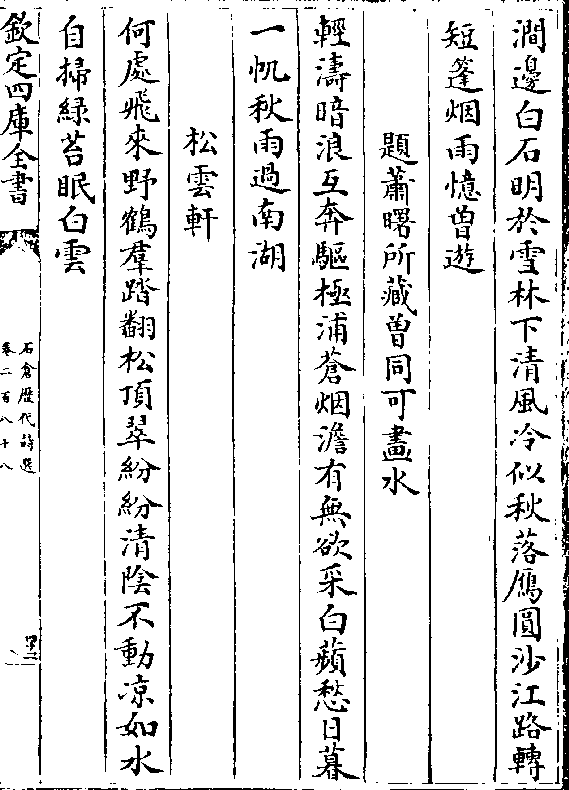 澗邊白石明於雪林下清風冷似秋落鴈圓沙江路轉
短篷烟雨憶曽遊
題蕭曙所藏曽同可畫水
輕濤暗浪互奔驅極浦蒼烟澹有無欲采白蘋愁日暮
一帆秋雨過南湖
松雲軒
何處飛來野鶴羣踏翻松頂翠紛紛清陰不動凉如水
自掃緑苔眠白雲
欽定四庫全書
石倉歴代詩選
卷二百八十八